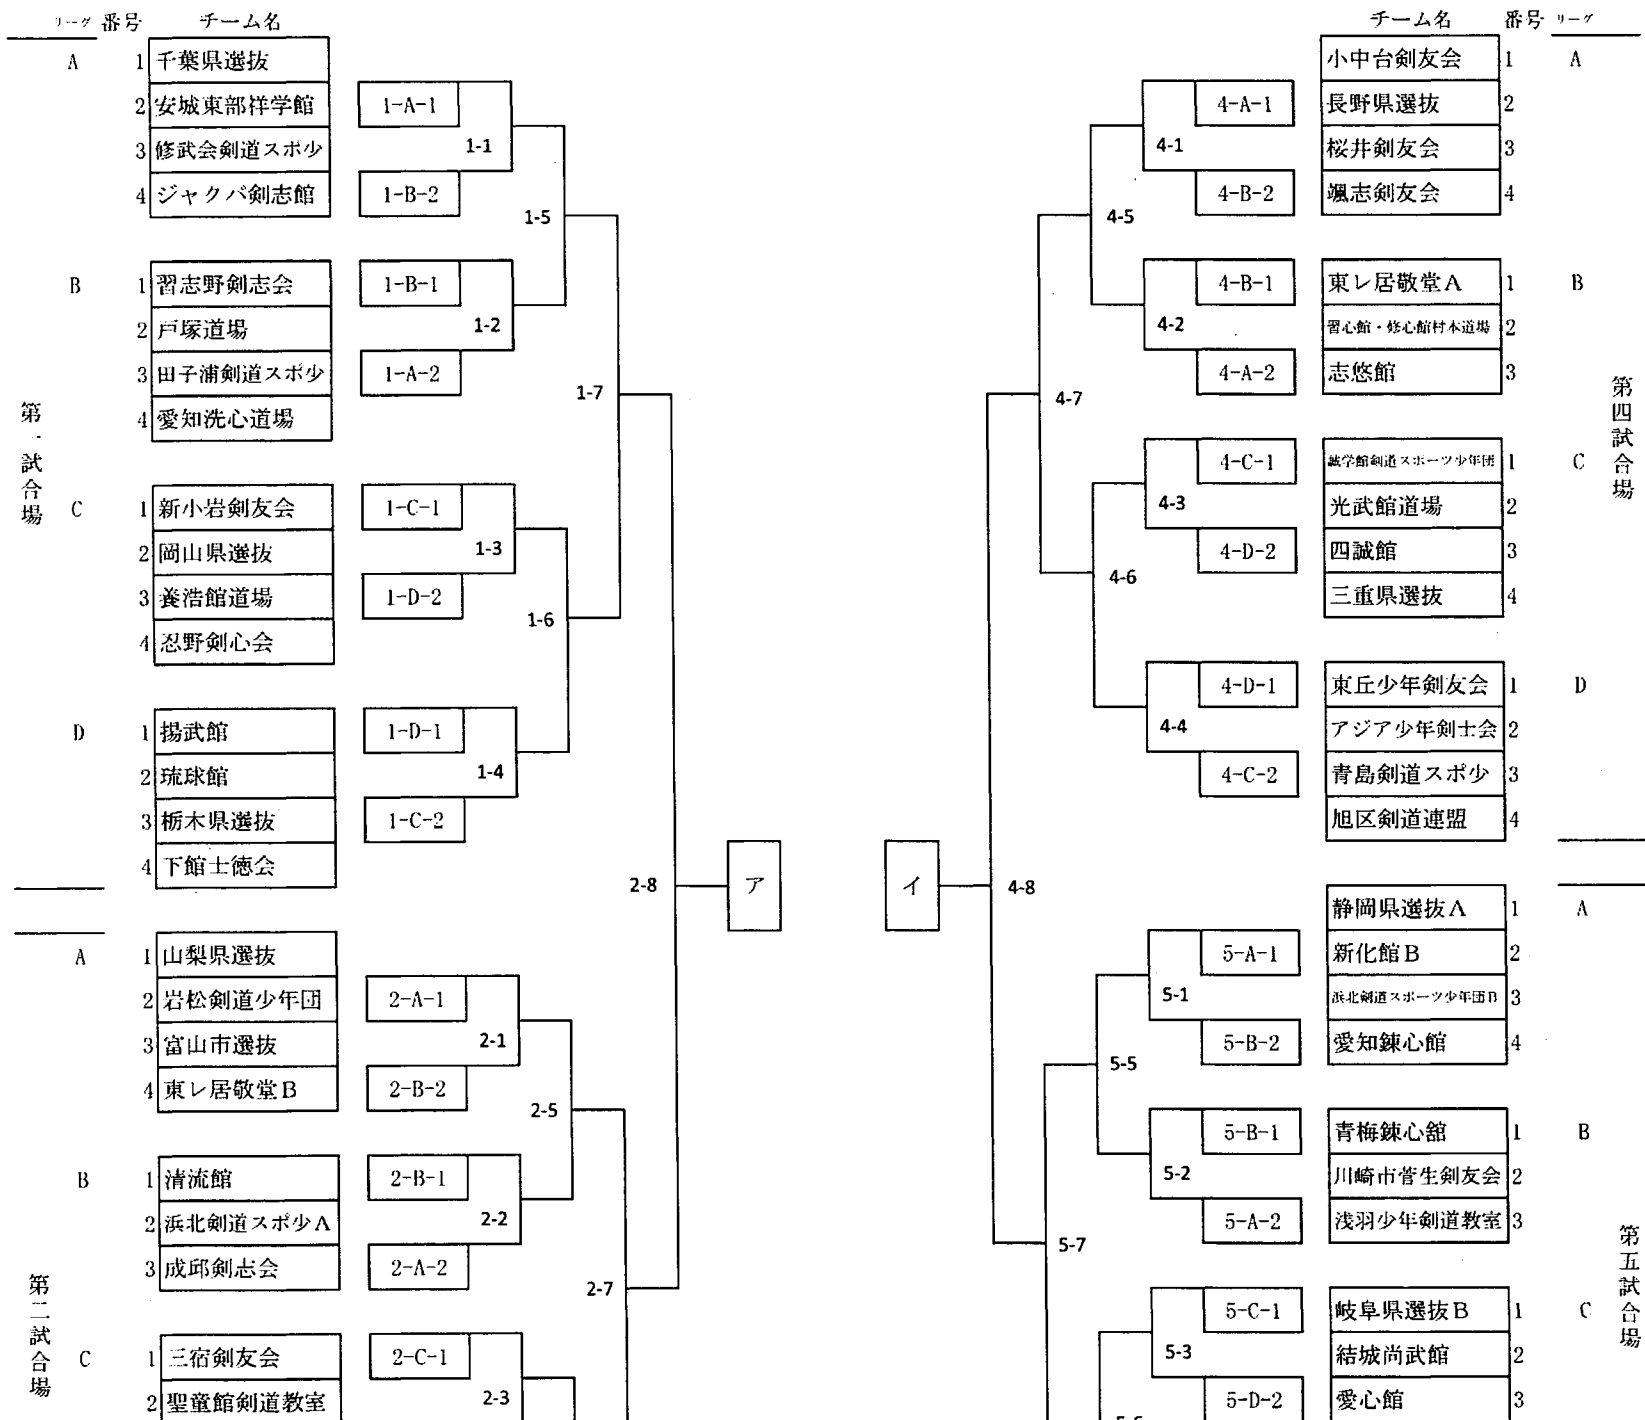 リーグ 番号 チーム名
第一試合場
A
1 千葉県選抜
2 安城東部祥学館
3 修武会剣道スポ少
4 ジャクパ剣志館
B
1 習志野剣志会
2 戸塚道場
3 田子浦剣道スポ少
4 愛知洗心道場
C
1 新小岩剣友会
2 岡山県選抜
3 養浩館道場
4 忍野剣心会
D
1 揚武館
2 琉球館
3 栃木県選抜
4 下館士徳会
第二試合場
A
1 山梨県選抜
2 岩松剣道少年団
3 富山市選抜
4 東レ居敬堂B
B
1 清流館
2 浜北剣道スポ少A
3 成邱剣志会
C
1 三宿剣友会
2 聖童館剣道教室
1-A-1
1-B-2
1-B-1
1-A-2
1-C-1
1-D-2
1-D-1
1-C-2
2-A-1
2-B-2
2-B-1
2-A-2
2-C-1
1-1
1-2
1-3
1-4
2-1
2-2
2-3
1-5
1-6
2-5
1-7
2-7
2-8
ア
イ
4-8
4-7
5-7
4-5
4-6
5-5
4-1
4-2
4-3
4-4
5-1
5-2
5-3
4-A-1
4-B-2
4-B-1
4-A-2
4-C-1
4-D-2
4-D-1
4-C-2
5-A-1
5-B-2
5-B-1
5-A-2
5-C-1
5-D-2
チーム名 番号 リーグ
第四試合場
小中台剣友会 1 A
長野県選抜 2
桜井剣友会 3
颯志剣友会 4
東レ居敬堂A 1 B
習心館・修心館村本道場 2
志悠館 3
誠学館剣道スポーツ少年団 1 C
光武館道場 2
四誠館 3
三重県選抜 4
東丘少年剣友会 1 D
アジア少年剣士会 2
青島剣道スポ少 3
旭区剣道連盟 4
第五試合場
静岡県選抜A 1 A
新化館B 2
浜北剣道スポーツ少年団B 3
愛知錬心館 4
青梅錬心舘 1 B
川崎市菅生剣友会 2
浅羽少年剣道教室 3
岐阜県選抜B 1 C
結城尚武館 2
愛心館 3